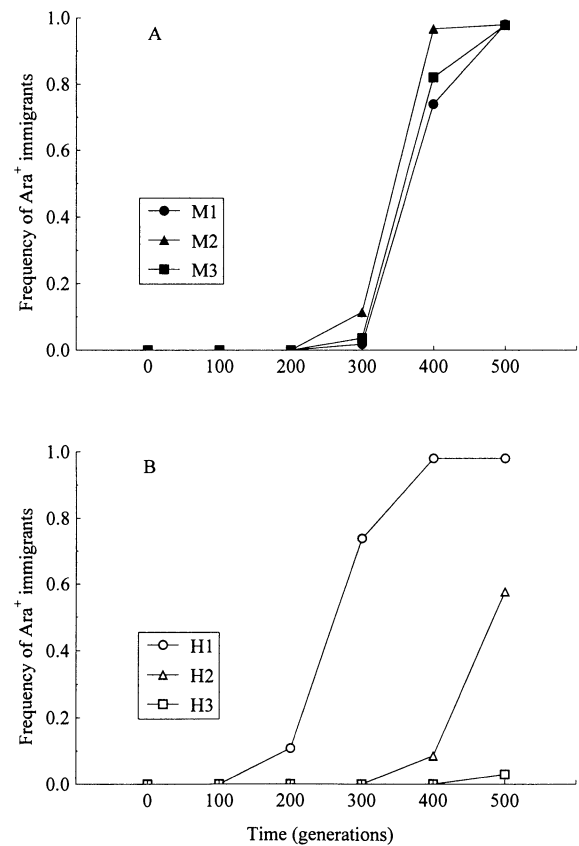 A
Frequency of Ara+ immigrants
1.0
0.8
0.6
0.4
0.2
0.0
M1
M2
M3
0 100 200 300 400 500
B
Frequency of Ara+ immigrants
1.0
0.8
0.6
0.4
0.2
0.0
H1
H2
H3
0 100 200 300 400 500
Time (generations)